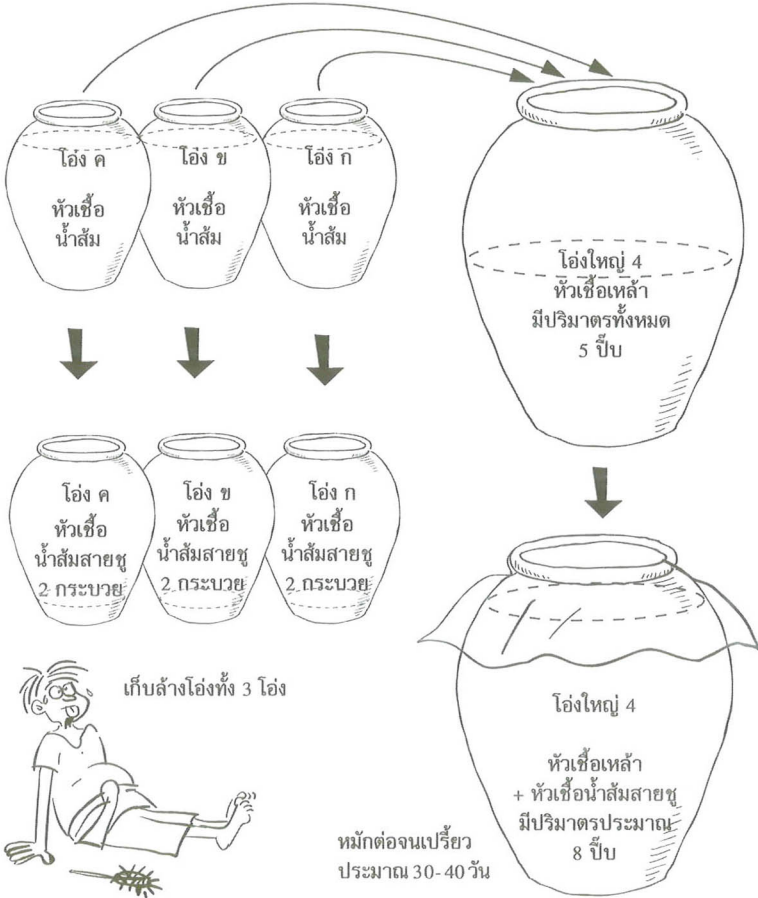 โอ่ง ค
หัวเชื้อ
น้ำส้ม
โอ่ง ข
หัวเชื้อ
น้ำส้ม
โอ่ง ก
หัวเชื้อ
น้ำส้ม
โอ่งใหญ่ 4
หัวเชื้อเหล้า
มีปริมาตรทั้งหมด
5 ปี๊บ
โอ่ง ค
หัวเชื้อ
น้ำส้มสายชู
2 กระบวย
โอ่ง ข
หัวเชื้อ
น้ำส้มสายชู
2 กระบวย
โอ่ง ก
หัวเชื้อ
น้ำส้มสายชู
2 กระบวย
เก็บล้างโอ่งทั้ง 3 โอ่ง
โอ่งใหญ่ 4
หัวเชื้อเหล้า
+ หัวเชื้อน้ำส้มสายชู
มีปริมาตรประมาณ
8 ปี๊บ
หมักต่อจนเปรี้ยว
ประมาณ 30-40 วัน